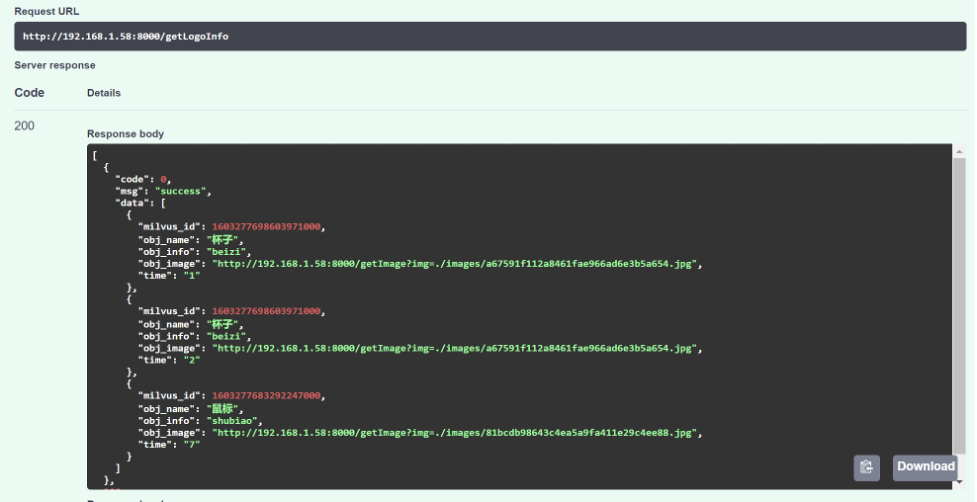 Request URL
http://192.168.1.58:8000/getLogoInfo
Server response
Code Details
200
Response body
[
{
"code": 0,
"msg": "success",
"data": [
{
"milvus_id": 1603277698603971000,
"obj_name": "杯子",
"obj_info": "beizi",
"obj_image": "http://192.168.1.58:8000/getImage?img=./images/a67591f112a8461fae966ad6e3b5a654.jpg",
"time": "1"
},
{
"milvus_id": 1603277698603971000,
"obj_name": "杯子",
"obj_info": "beizi",
"obj_image": "http://192.168.1.58:8000/getImage?img=./images/a67591f112a8461fae966ad6e3b5a654.jpg",
"time": "2"
},
{
"milvus_id": 1603277683292247000,
"obj_name": "鼠标",
"obj_info": "shubiao",
"obj_image": "http://192.168.1.58:8000/getImage?img=./images/81bcdb98643c4ea5a9fa411e29c4ee88.jpg",
"time": "7"
}
]
},
Download